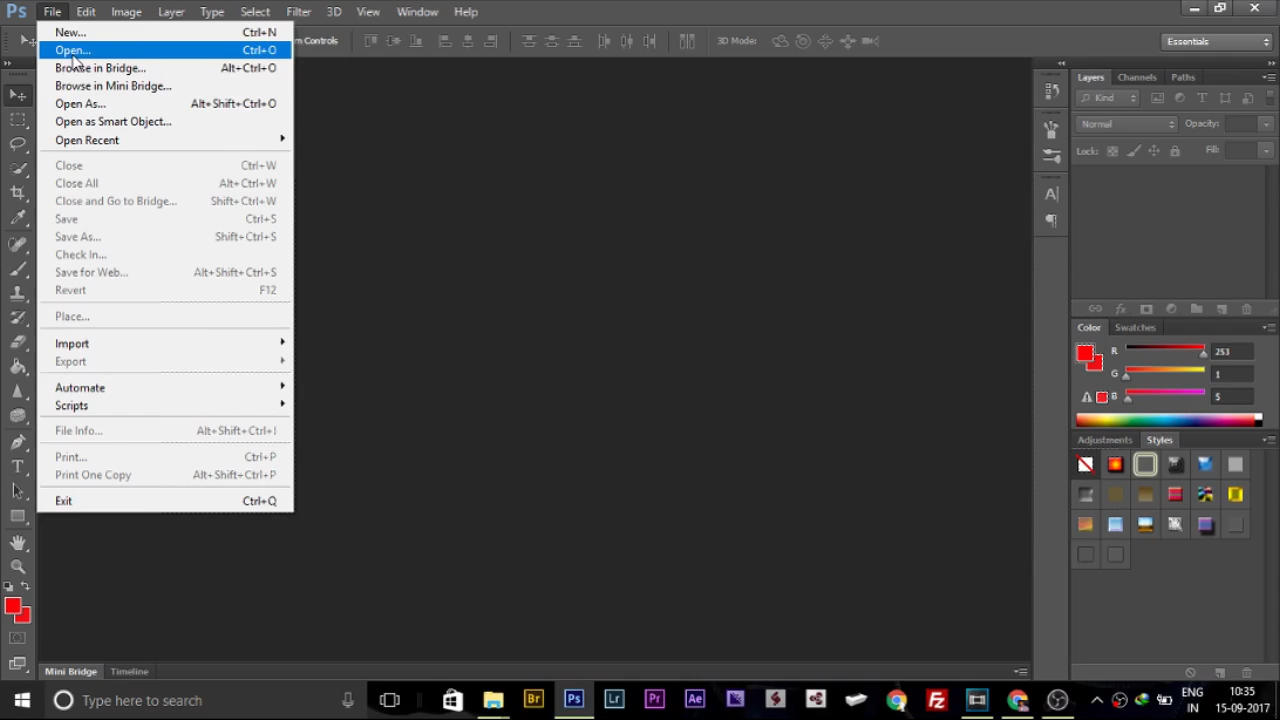 Ps File Edit Image Layer Type Select Filter 3D View Window Help
m Controls 3D Mode: Essentials
New... Ctrl+N
Open... Ctrl+O
Browse in Bridge... Alt+Ctrl+O
Browse in Mini Bridge...
Open As... Alt+Shift+Ctrl+O
Open as Smart Object...
Open Recent
Close Ctrl+W
Close All Alt+Ctrl+W
Close and Go to Bridge... Shift+Ctrl+W
Save Ctrl+S
Save As... Shift+Ctrl+S
Check In...
Save for Web... Alt+Shift+Ctrl+S
Revert F12
Place...
Import
Export
Automate
Scripts
File Info... Alt+Shift+Ctrl+I
Print... Ctrl+P
Print One Copy Alt+Shift+Ctrl+P
Exit Ctrl+Q
Layers Channels Paths
Kind
Normal Opacity:
Lock: Fill:
Color Swatches
R 253
G 1
B 5
Adjustments Styles
Mini Bridge Timeline
Type here to search
Br Ps Lr Pr Ae Fz
ENG 10:35
IN 15-09-2017